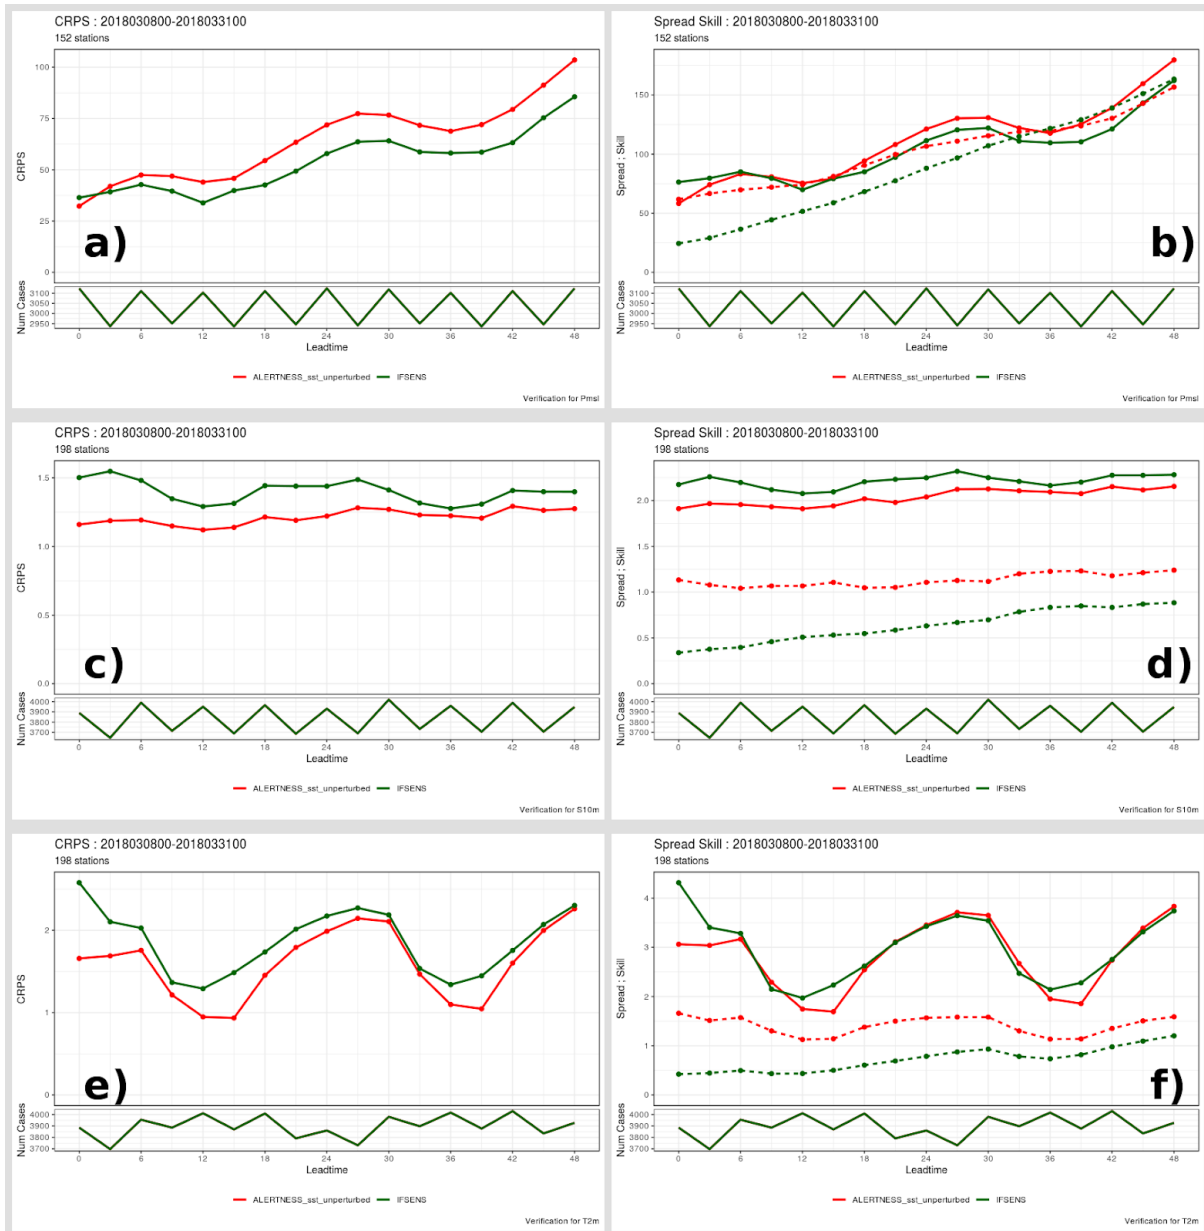 CRPS : 2018030800-2018033100
152 stations
100
75
50
25
0
CRPS
a)
3100
3050
3000
2950
Num Cases
0 6 12 18 24 30 36 42 48
Leadtime
ALERTNESS_sst_unperturbed IFSENS
Verification for Pmsl
Spread Skill : 2018030800-2018033100
152 stations
150
100
50
0
Spread ; Skill
b)
3100
3050
3000
2950
Num Cases
0 6 12 18 24 30 36 42 48
Leadtime
ALERTNESS_sst_unperturbed IFSENS
Verification for Pmsl
CRPS : 2018030800-2018033100
198 stations
1.5
1.0
0.5
0.0
CRPS
c)
4000
3900
3800
3700
Num Cases
0 6 12 18 24 30 36 42 48
Leadtime
ALERTNESS_sst_unperturbed IFSENS
Verification for S10m
Spread Skill : 2018030800-2018033100
198 stations
2.0
1.5
1.0
0.5
0.0
Spread ; Skill
d)
4000
3900
3800
3700
Num Cases
0 6 12 18 24 30 36 42 48
Leadtime
ALERTNESS_sst_unperturbed IFSENS
Verification for S10m
CRPS : 2018030800-2018033100
198 stations
2
1
0
CRPS
e)
4000
3900
3800
3700
Num Cases
0 6 12 18 24 30 36 42 48
Leadtime
ALERTNESS_sst_unperturbed IFSENS
Verification for T2m
Spread Skill : 2018030800-2018033100
198 stations
4
3
2
1
0
Spread ; Skill
f)
4000
3900
3800
3700
Num Cases
0 6 12 18 24 30 36 42 48
Leadtime
ALERTNESS_sst_unperturbed IFSENS
Verification for T2m